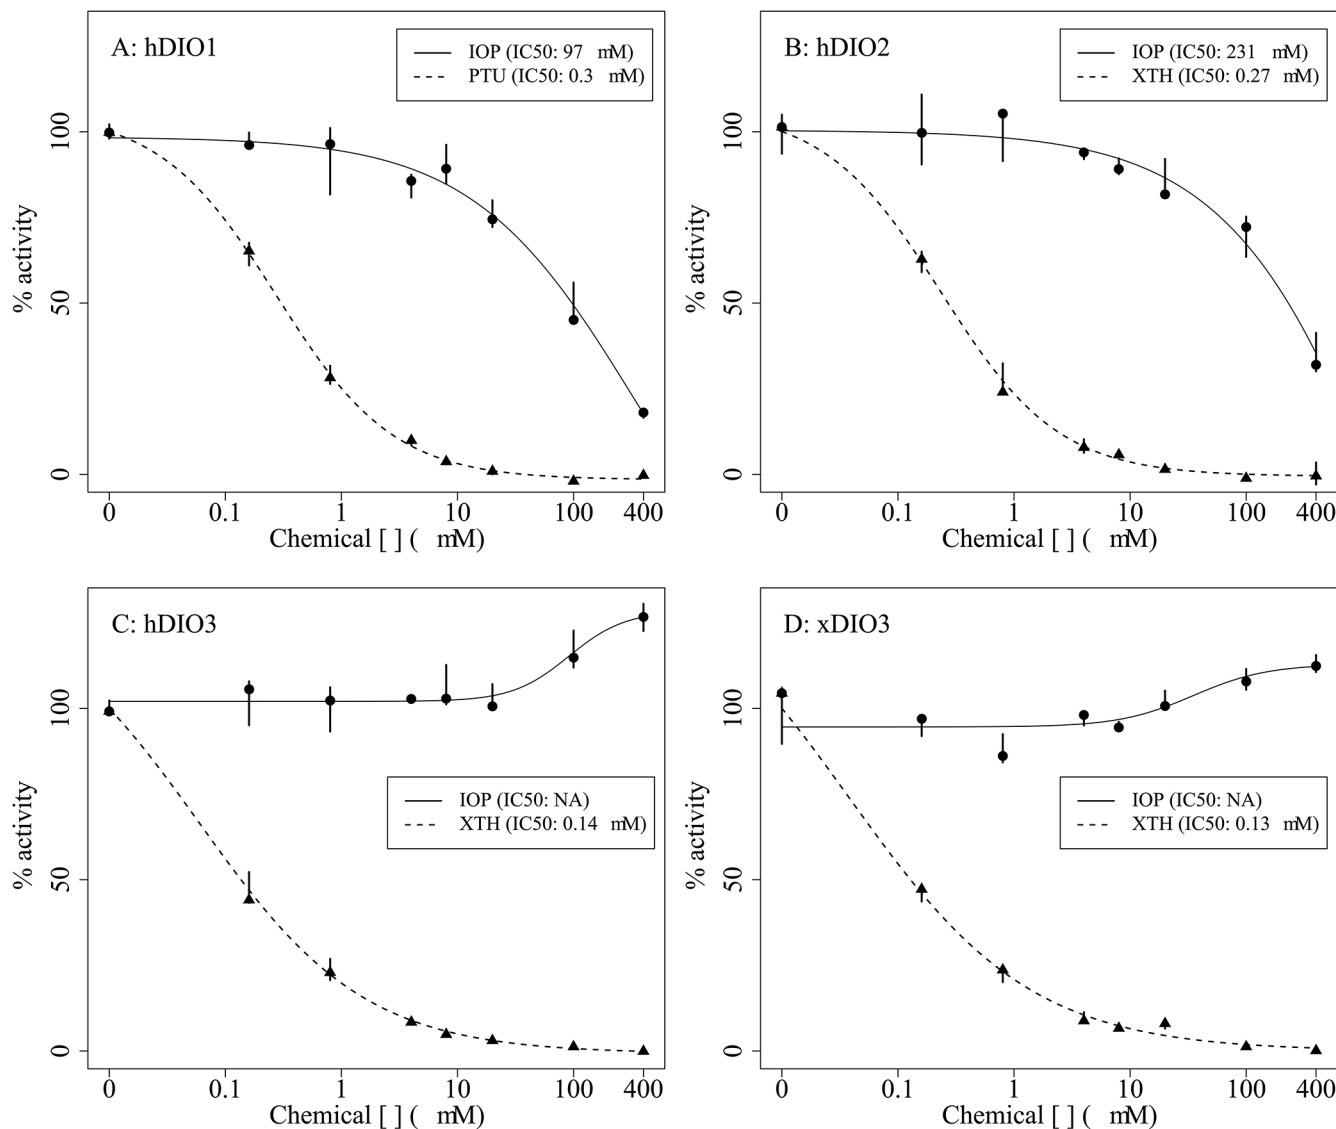 A: hDIO1
IOP (IC50: 97 mM)
PTU (IC50: 0.3 mM)
% activity
100
50
0
0 0.1 1 10 100 400
Chemical [ ] ( mM)
B: hDIO2
IOP (IC50: 231 mM)
XTH (IC50: 0.27 mM)
% activity
100
50
0
0 0.1 1 10 100 400
Chemical [ ] ( mM)
C: hDIO3
IOP (IC50: NA)
XTH (IC50: 0.14 mM)
% activity
100
50
0
0 0.1 1 10 100 400
Chemical [ ] ( mM)
D: xDIO3
IOP (IC50: NA)
XTH (IC50: 0.13 mM)
% activity
100
50
0
0 0.1 1 10 100 400
Chemical [ ] ( mM)